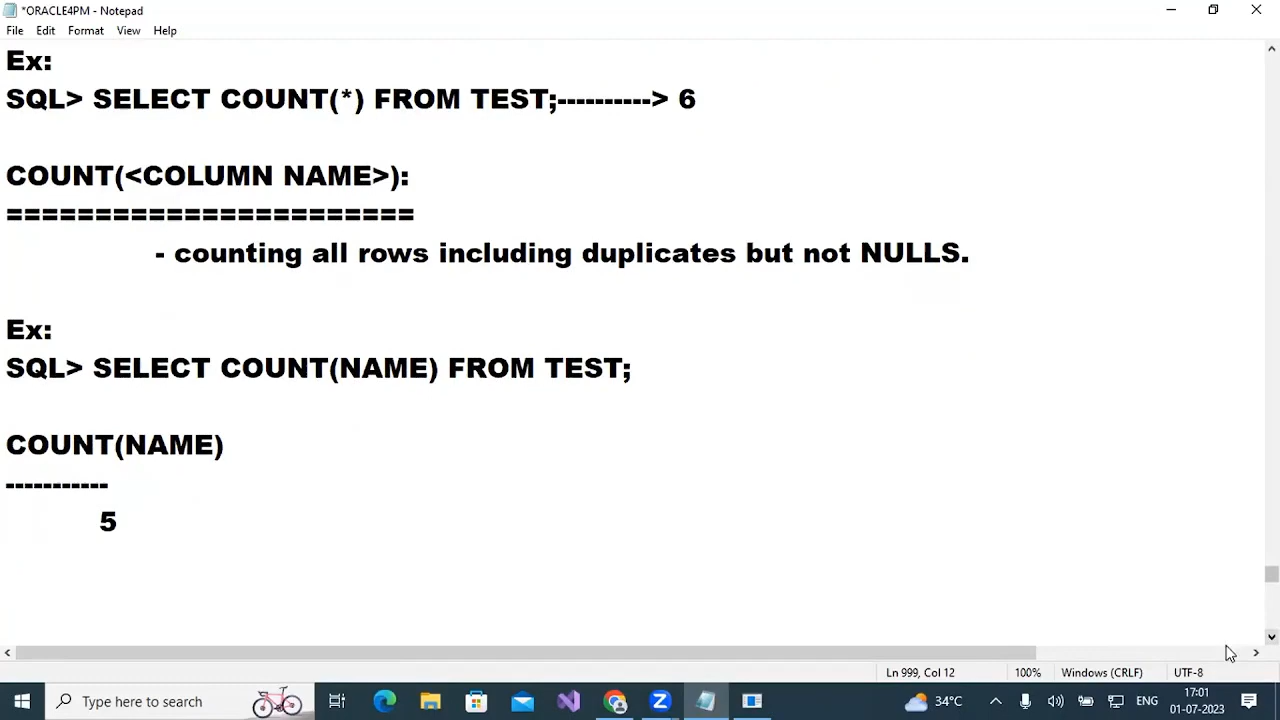 *ORACLE4PM - Notepad
File Edit Format View Help
Ex:
SQL> SELECT COUNT(*) FROM TEST;----------> 6
COUNT(<COLUMN NAME>):
=======================
- counting all rows including duplicates but not NULLS.
Ex:
SQL> SELECT COUNT(NAME) FROM TEST;
COUNT(NAME)
-----------
5
Ln 999, Col 12 100% Windows (CRLF) UTF-8
Type here to search 34°C ENG 17:01
01-07-2023